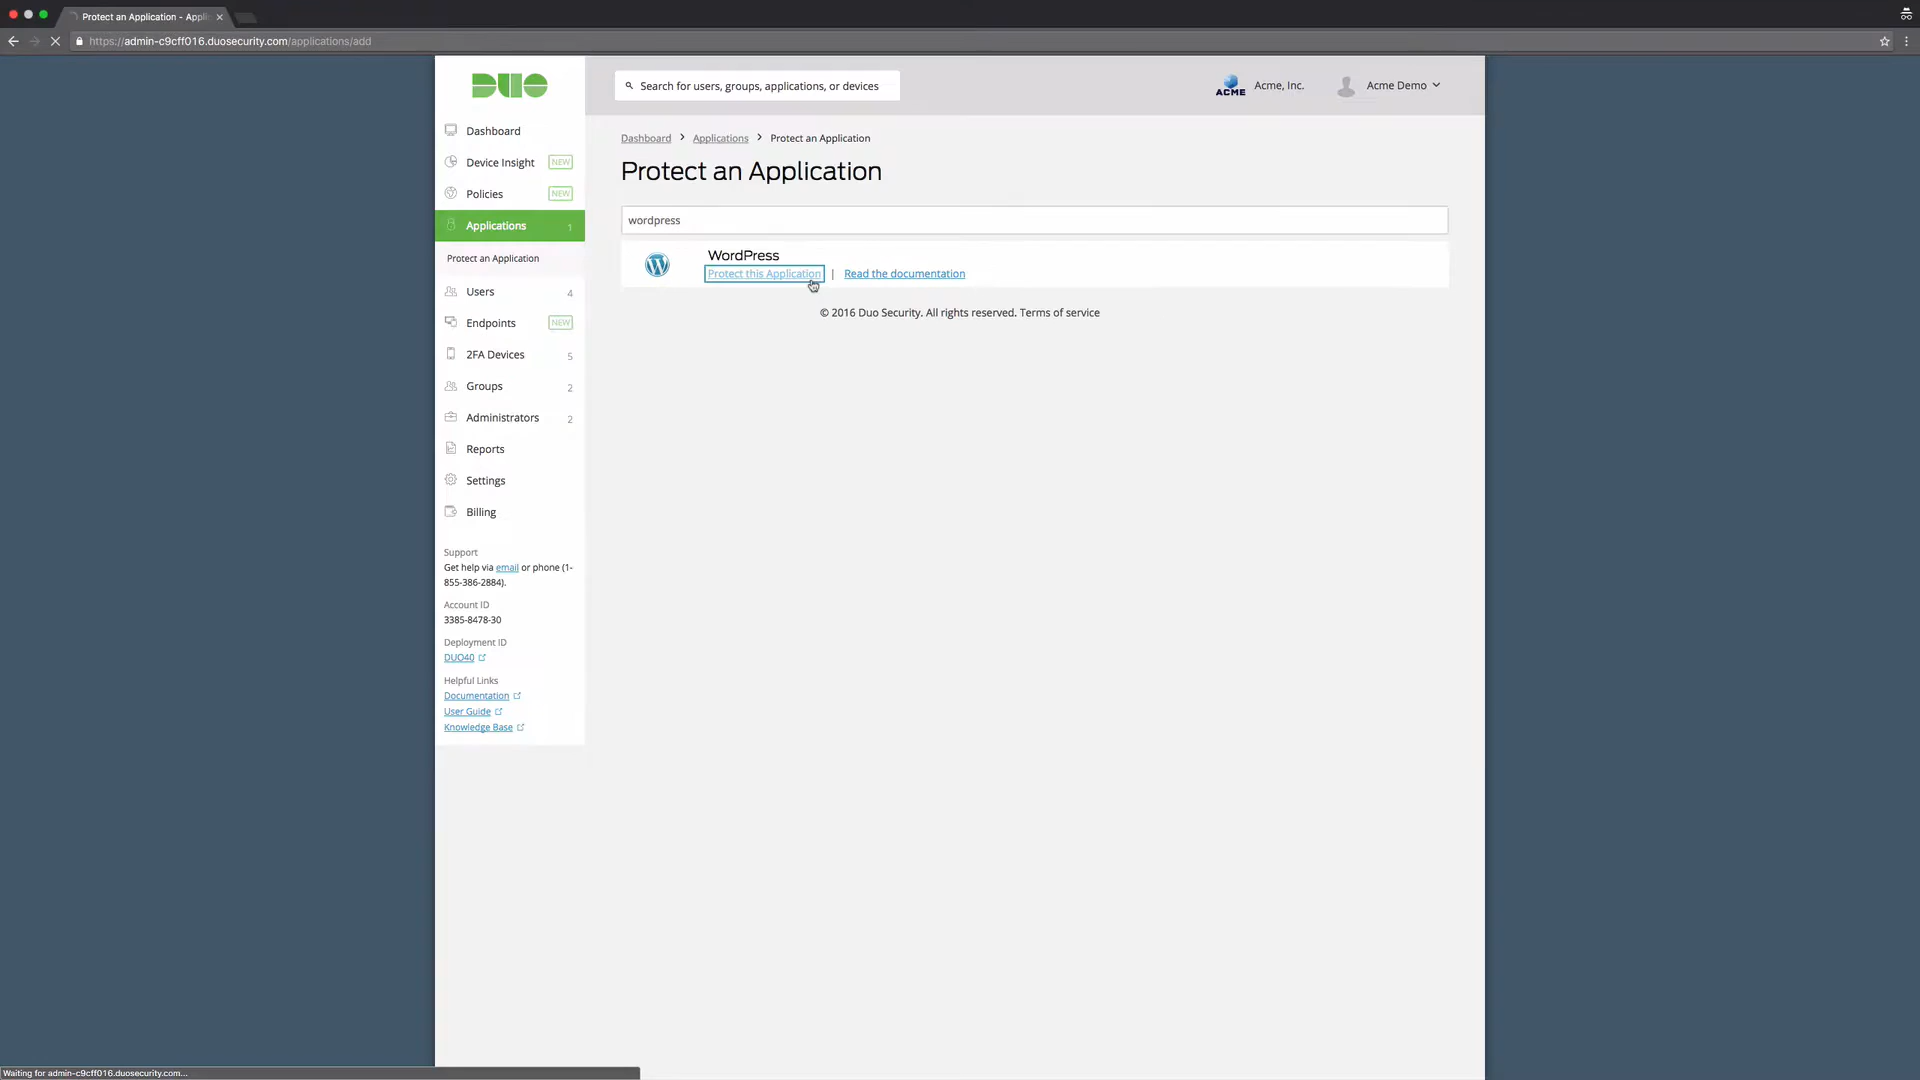 Protect an Application - Appli
https://admin-c9cff016.duosecurity.com/applications/add
DUO
Search for users, groups, applications, or devices
ACME
Acme, Inc.
Acme Demo
Dashboard
Device Insight NEW
Policies NEW
Applications 1
Protect an Application
Users 4
Endpoints NEW
2FA Devices 5
Groups 2
Administrators 2
Reports
Settings
Billing
Support
Get help via email or phone (1-
855-386-2884).
Account ID
3385-8478-30
Deployment ID
DUO40
Helpful Links
Documentation
User Guide
Knowledge Base
Dashboard > Applications > Protect an Application
Protect an Application
wordpress
WordPress
Protect this Application | Read the documentation
© 2016 Duo Security. All rights reserved. Terms of service
Waiting for admin-c9cff016.duosecurity.com...